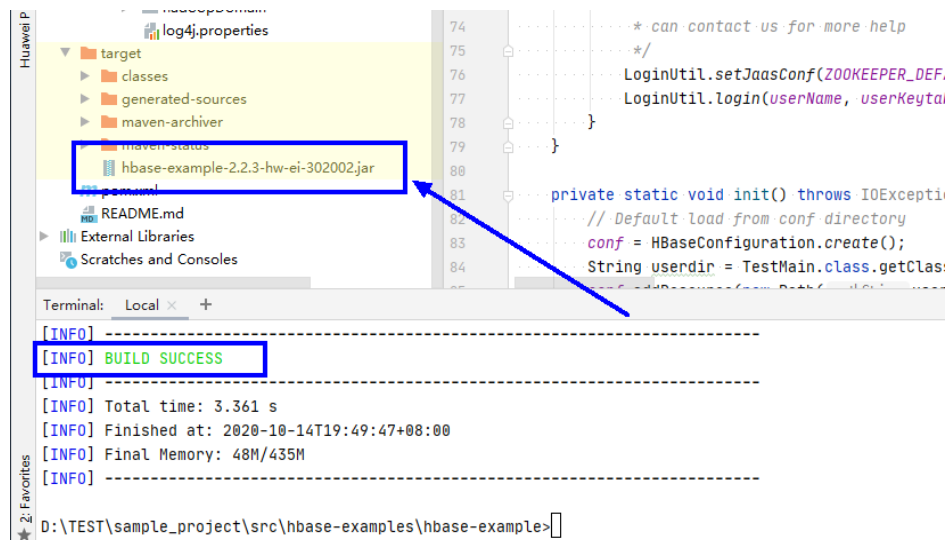 Huawei P
log4j.properties
target
classes
generated-sources
maven-archiver
maven-status
hbase-example-2.2.3-hw-ei-302002.jar
pom.xml
README.md
External Libraries
Scratches and Consoles
74 * can contact us for more help
75 */
76 LoginUtil.setJaasConf(ZOOKEEPER_DEF
77 LoginUtil.login(userName, userKeyta
78 }
79 }
80
81 private static void init() throws IOExceptio
82 // Default load from conf directory
83 conf = HBaseConfiguration.create();
84 String userdir = TestMain.class.getClas
Terminal: Local × +
[INFO] ------------------------------------------------------------------------
[INFO] BUILD SUCCESS
[INFO] ------------------------------------------------------------------------
[INFO] Total time: 3.361 s
[INFO] Finished at: 2020-10-14T19:49:47+08:00
[INFO] Final Memory: 48M/435M
[INFO] ------------------------------------------------------------------------
2: Favorites
D:\TEST\sample_project\src\hbase-examples\hbase-example>